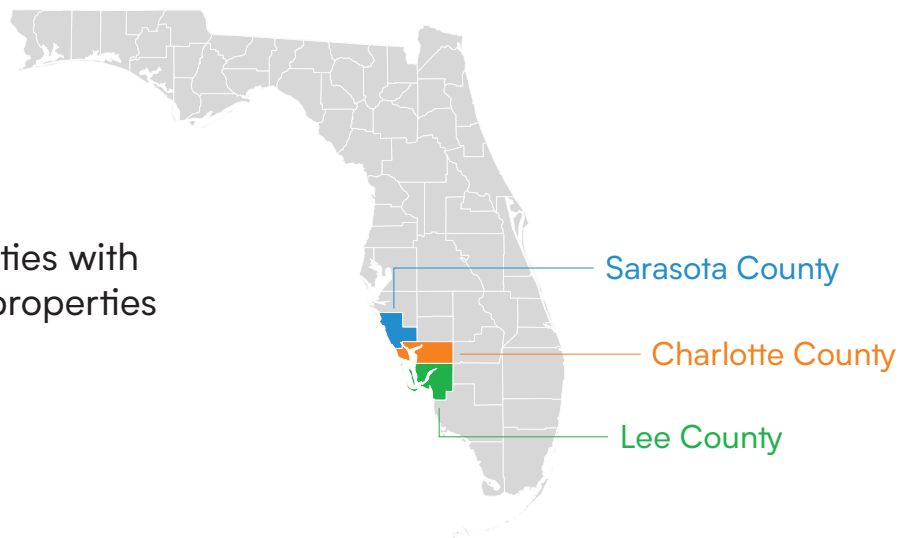 ties with
properties
Sarasota County
Charlotte County
Lee County